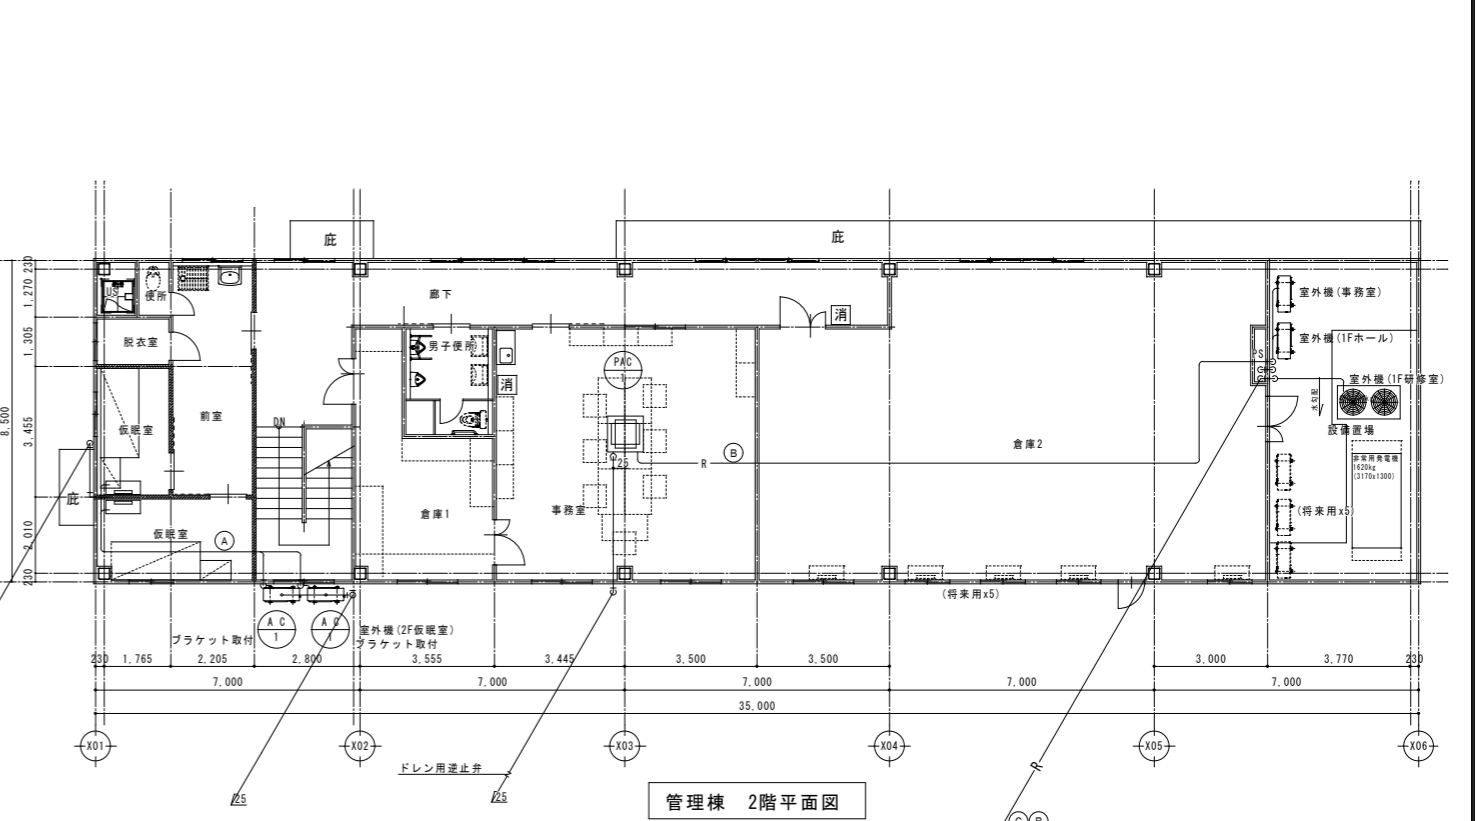 庇
庇
廊下
消
US
便所
脱衣室
前室
仮眠室
男子便所
消
PAC
1
室外機(事務室)
室外機(1Fホール)
PS
室外機(1F研修室)
水勾配
設備置場
非常用発電機
1620kg
(3170x1300)
(将来用x5)
DN
25
R
B
倉庫2
倉庫1
事務室
庇
仮眠室
A
(将来用x5)
AC
1
AC
1
ブラケット取付
室外機(2F仮眠室)
ブラケット取付
230
1,270
1,305
3,455
2,010
230
8,500
230
1,765
2,205
2,800
3,555
3,445
3,500
3,500
3,000
3,770
230
7,000
7,000
7,000
7,000
7,000
35,000
X01
X02
X03
X04
X05
X06
ドレン用逆止弁
25
25
R
管理棟 2階平面図